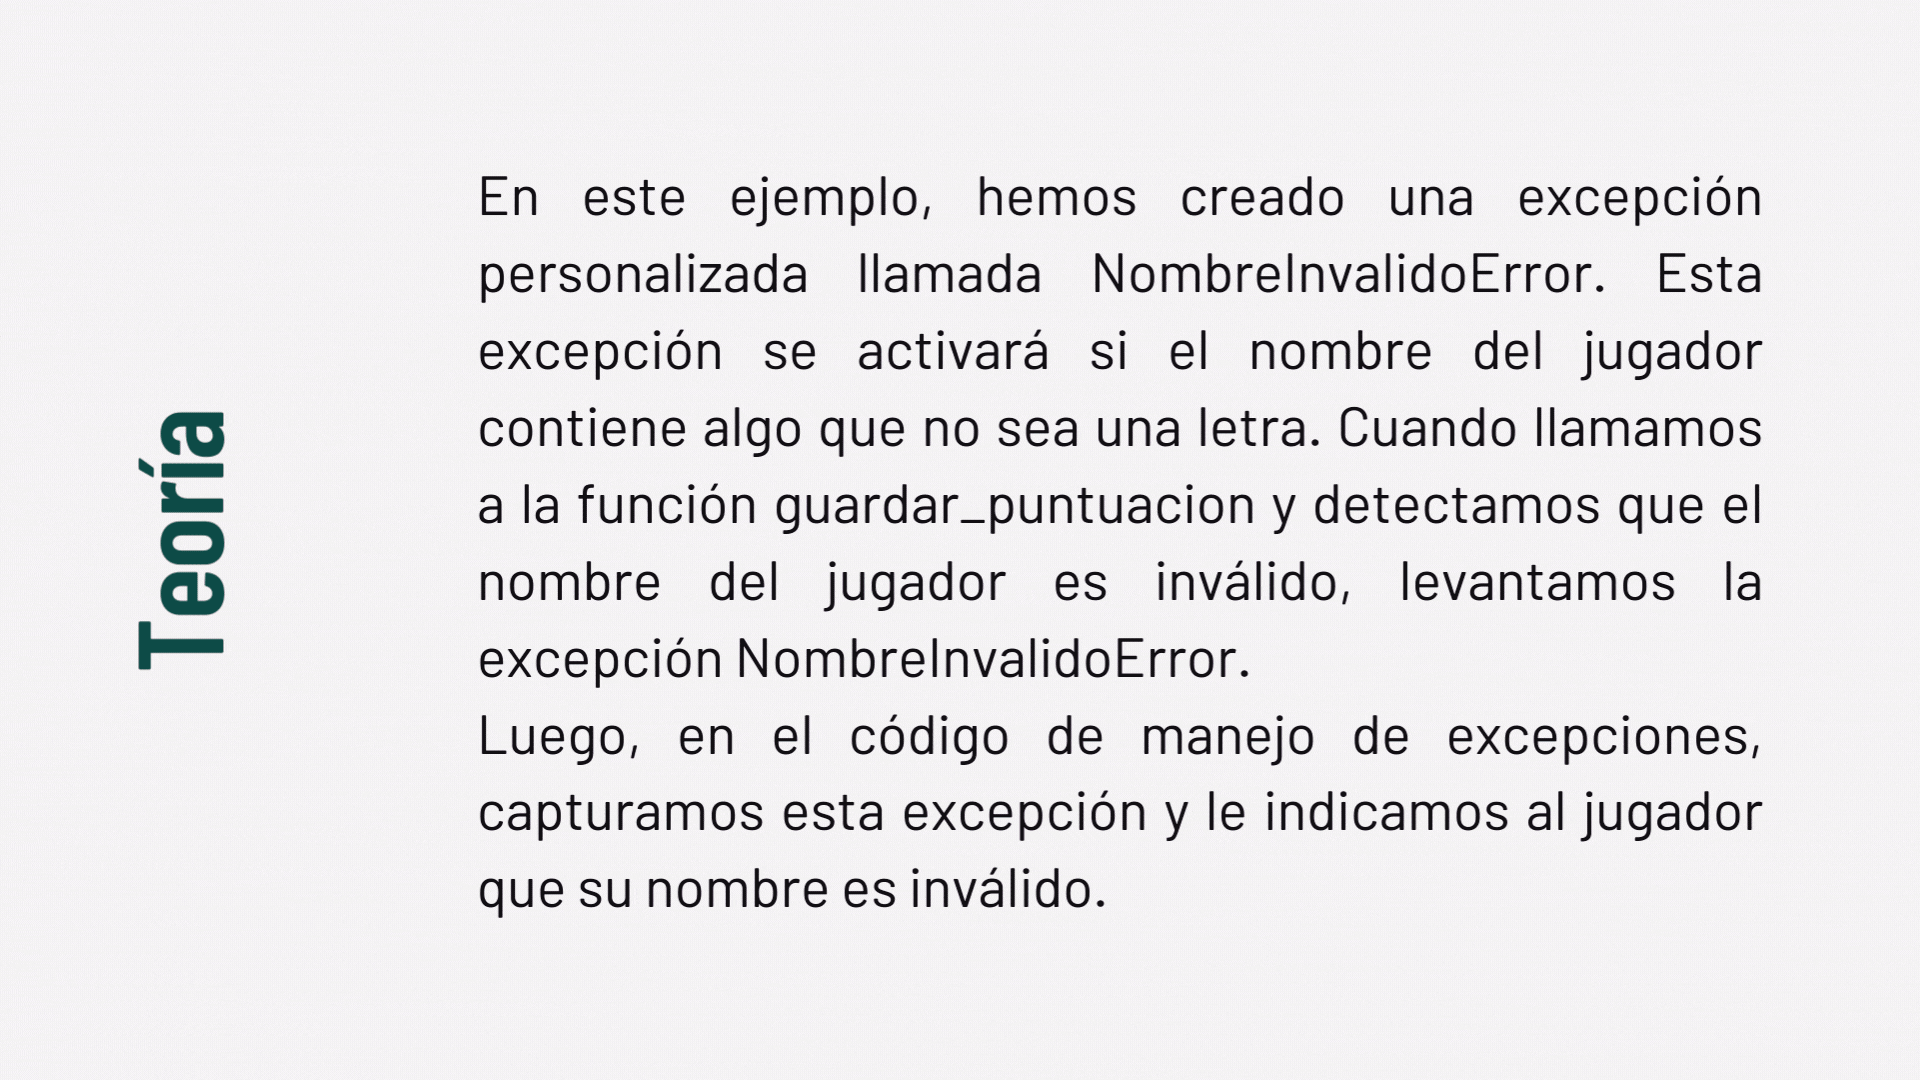 Teoría
En este ejemplo, hemos creado una excepción
personalizada llamada NombreInvalidoError. Esta
excepción se activará si el nombre del jugador
contiene algo que no sea una letra. Cuando llamamos
a la función guardar_puntuacion y detectamos que el
nombre del jugador es inválido, levantamos la
excepción NombreInvalidoError.
Luego, en el código de manejo de excepciones,
capturamos esta excepción y le indicamos al jugador
que su nombre es inválido.